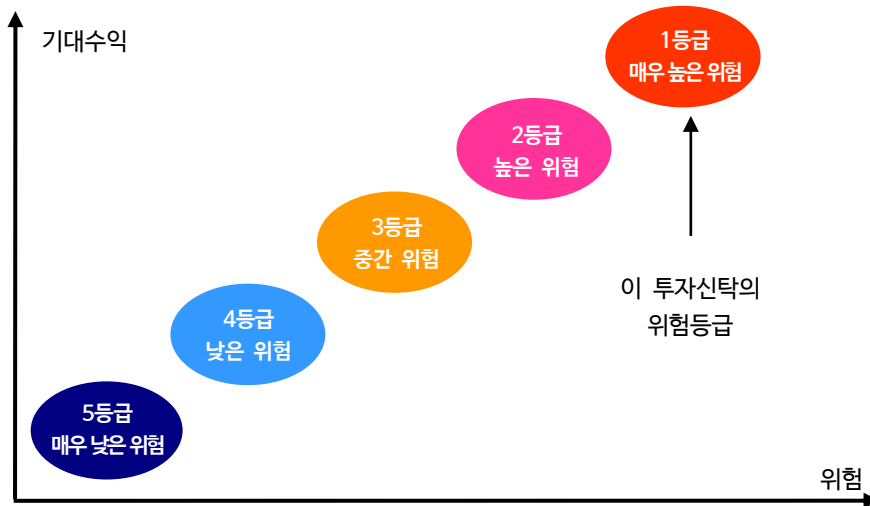 기대수익
1등급
매우 높은 위험
2등급
높은 위험
3등급
중간 위험
이 투자신탁의
위험등급
4등급
낮은 위험
5등급
매우 낮은 위험
위험